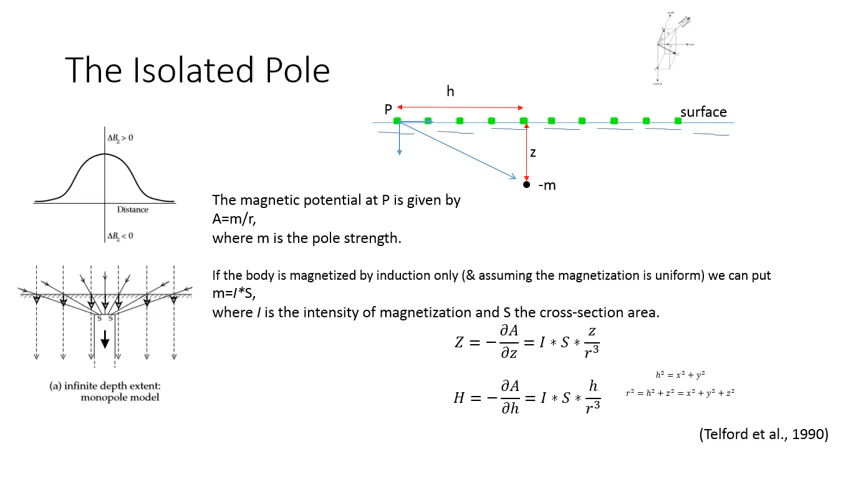 The Isolated Pole
h
P
surface
z
-m
ΔB_z > 0
Distance
ΔB_z < 0
The magnetic potential at P is given by
A=m/r,
where m is the pole strength.
If the body is magnetized by induction only (& assuming the magnetization is uniform) we can put
m=I*S,
where I is the intensity of magnetization and S the cross-section area.
Z = −∂A/∂z = I ∗ S ∗ z/r³
H = −∂A/∂h = I ∗ S ∗ h/r³
h² = x² + y²
r² = h² + z² = x² + y² + z²
S S
(a) infinite depth extent:
monopole model
(Telford et al., 1990)